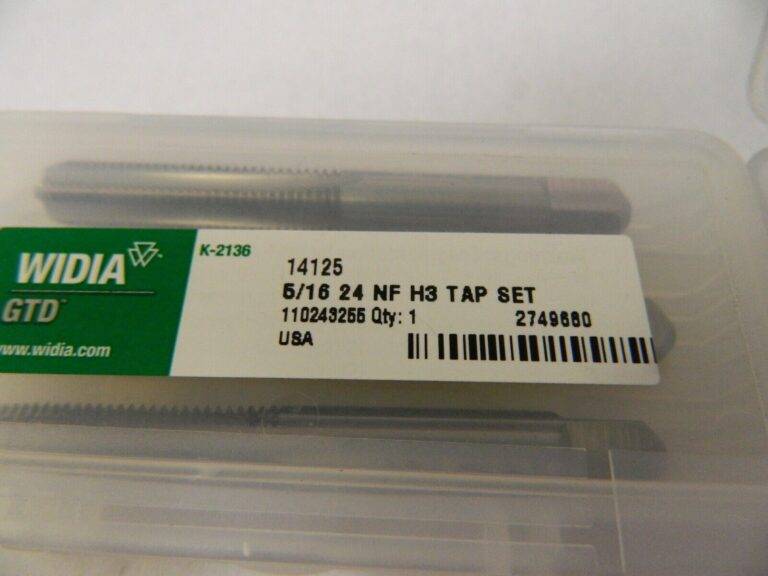 WIDIA
GTD
www.widia.com
K-2136
14125
5/16 24 NF H3 TAP SET
110243255 Qty: 1 2749660
USA